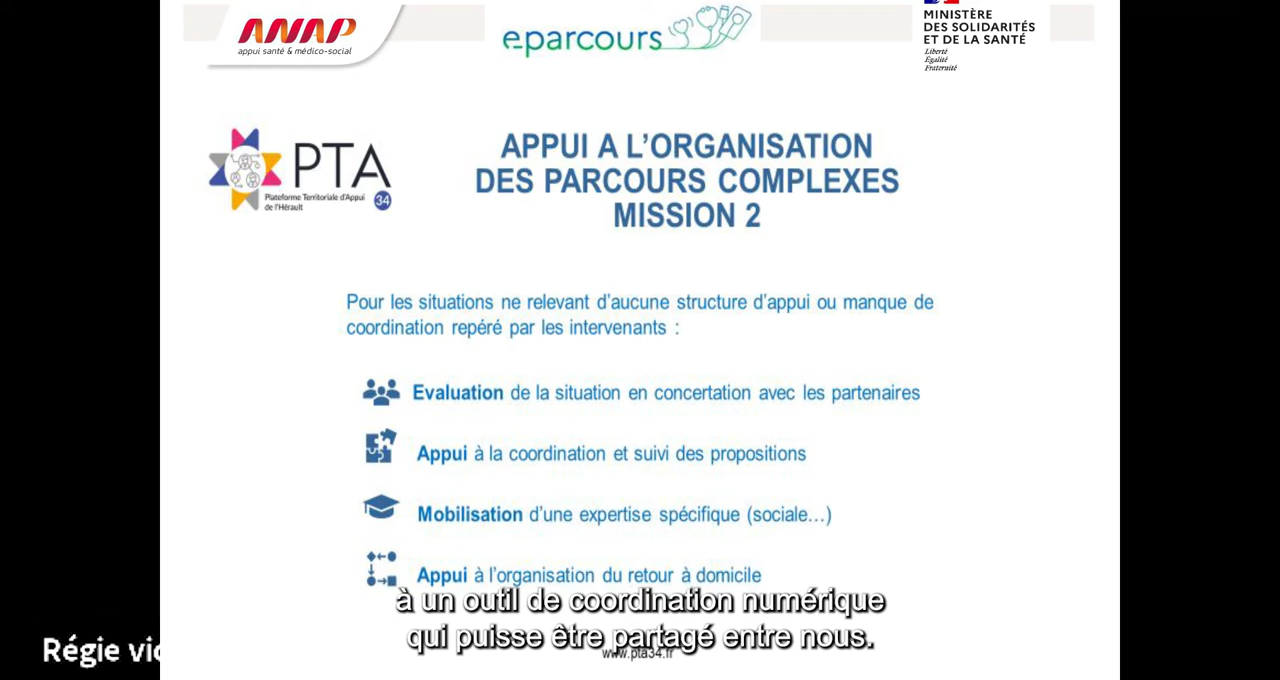 ANAP
appui santé & médico-social
eparcours
MINISTÈRE
DES SOLIDARITÉS
ET DE LA SANTÉ
Liberté
Égalité
Fraternité
PTA
Plateforme Territoriale d'Appui
de l'Hérault
34
APPUI A L'ORGANISATION
DES PARCOURS COMPLEXES
MISSION 2
Pour les situations ne relevant d'aucune structure d'appui ou manque de
coordination repéré par les intervenants :
Evaluation de la situation en concertation avec les partenaires
Appui à la coordination et suivi des propositions
Mobilisation d'une expertise spécifique (sociale…)
Appui à l'organisation du retour à domicile
à un outil de coordination numérique
qui puisse être partagé entre nous.
www.pta34.fr
Régie vi